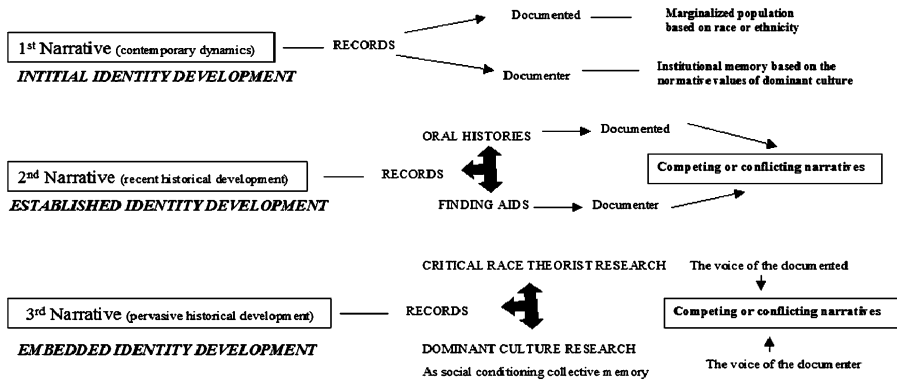 Documented
Marginalized population
based on race or ethnicity
1st Narrative (contemporary dynamics)
RECORDS
INTITIAL IDENTITY DEVELOPMENT
Documenter
Institutional memory based on the
normative values of dominant culture
ORAL HISTORIES
Documented
2nd Narrative (recent historical development)
RECORDS
Competing or conflicting narratives
ESTABLISHED IDENTITY DEVELOPMENT
FINDING AIDS
Documenter
CRITICAL RACE THEORIST RESEARCH
The voice of the documented
3rd Narrative (pervasive historical development)
RECORDS
Competing or conflicting narratives
EMBEDDED IDENTITY DEVELOPMENT
DOMINANT CULTURE RESEARCH
As social conditioning collective memory
The voice of the documenter